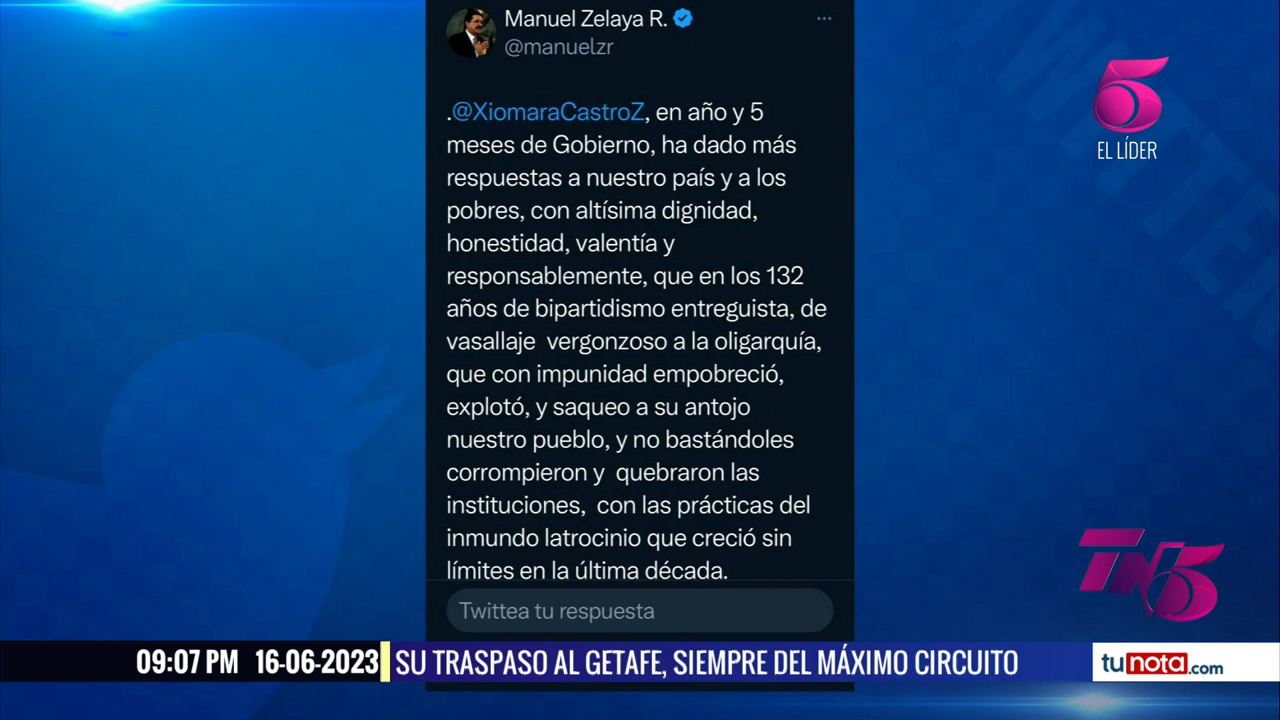 Manuel Zelaya R.
@manuelzr
.@XiomaraCastroZ, en año y 5
meses de Gobierno, ha dado más
respuestas a nuestro país y a los
pobres, con altísima dignidad,
honestidad, valentía y
responsablemente, que en los 132
años de bipartidismo entreguista, de
vasallaje  vergonzoso a la oligarquía,
que con impunidad empobreció,
explotó, y saqueo a su antojo
nuestro pueblo, y no bastándoles
corrompieron y  quebraron las
instituciones,  con las prácticas del
inmundo latrocinio que creció sin
límites en la última década.
Twittea tu respuesta
5
EL LÍDER
TN5
09:07 PM 16-06-2023 SU TRASPASO AL GETAFE, SIEMPRE DEL MÁXIMO CIRCUITO
tunota.com